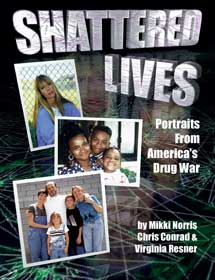 SHATTERED
LIVES
Portraits
From
America's
Drug War
by Mikki Norris
Chris Conrad &
Virginia Resner